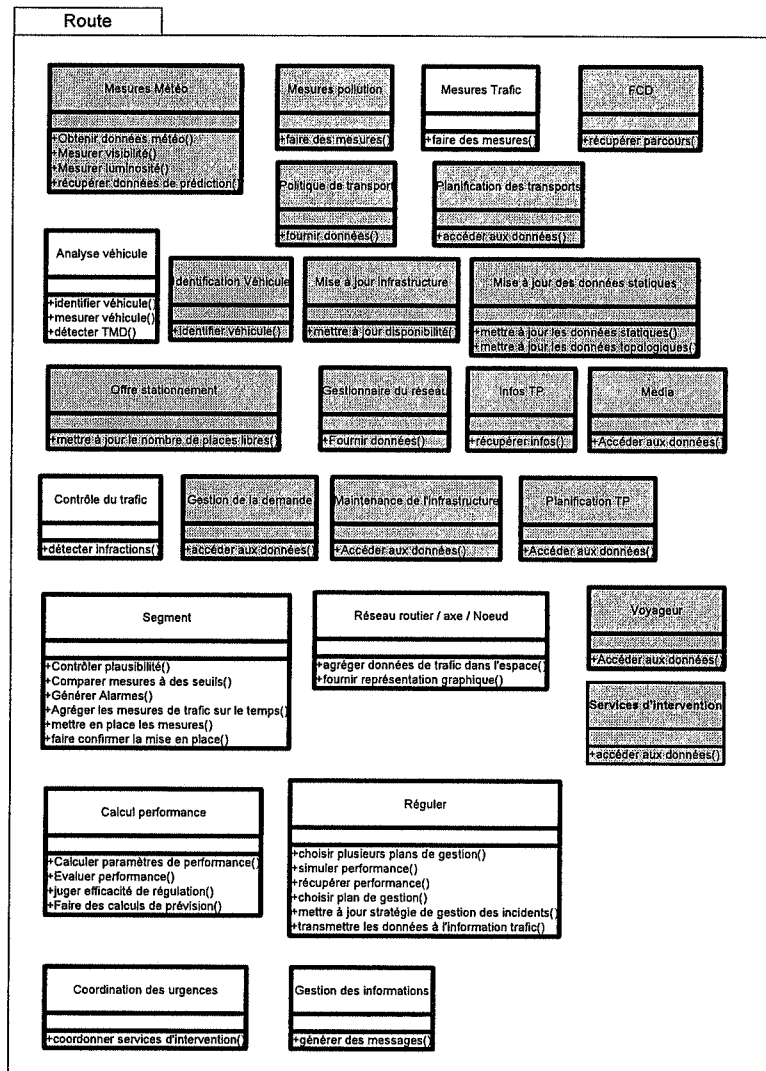 Route
Mesures Météo
+Obtenir données météo()
+Mesurer visibilité()
+Mesurer luminosité()
+récupérer données de prédiction()
Mesures pollution
+faire des mesures()
Mesures Trafic
+faire des mesures()
FCD
+récupérer parcours()
Politique de transport
+fournir données()
Planification des transports
+accéder aux données()
Analyse véhicule
+identifier véhicule()
+mesurer véhicule()
+détecter TMD()
Identification Véhicule
+Identifier véhicule()
Mise à jour Infrastructure
+mettre à jour disponibilité()
Mise à jour des données statiques
+mettre à jour les données statiques()
+mettre à jour les données topologiques()
Offre stationnement
+mettre à jour le nombre de places libres()
Gestionnaire du réseau
+Fournir données()
Infos TP
+récupérer infos()
Média
+Accéder aux données()
Contrôle du trafic
+détecter infractions()
Gestion de la demande
+accéder aux données()
Maintenance de l'infrastructure
+Accéder aux données()
Planification TP
+Accéder aux données()
Segment
+Contrôler plausibilité()
+Comparer mesures à des seuils()
+Générer Alarmes()
+Agréger les mesures de trafic sur le temps()
+mettre en place les mesures()
+faire confirmer la mise en place()
Réseau routier / axe / Noeud
+agréger données de trafic dans l'espace()
+fournir représentation graphique()
Voyageur
+Accéder aux données()
Services d'intervention
+accéder aux données()
Calcul performance
+Calculer paramètres de performance()
+Evaluer performance()
+juger efficacité de régulation()
+Faire des calculs de prévision()
Réguler
+choisir plusieurs plans de gestion()
+simuler performance()
+récupérer performance()
+choisir plan de gestion()
+mettre à jour stratégie de gestion des incidents()
+transmettre les données à l'information trafic()
Coordination des urgences
+coordonner services d'intervention()
Gestion des informations
+générer des messages()